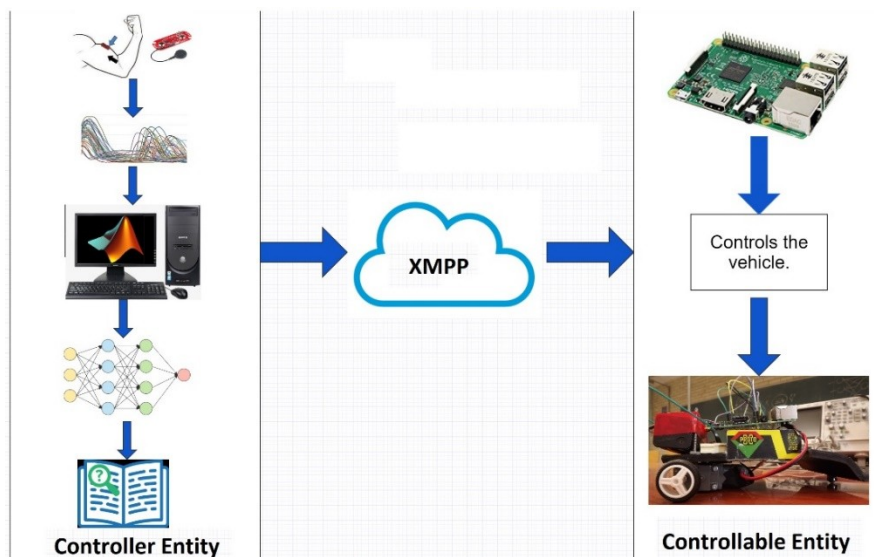 XMPP
Controls the
vehicle.
Controller Entity
Controllable Entity